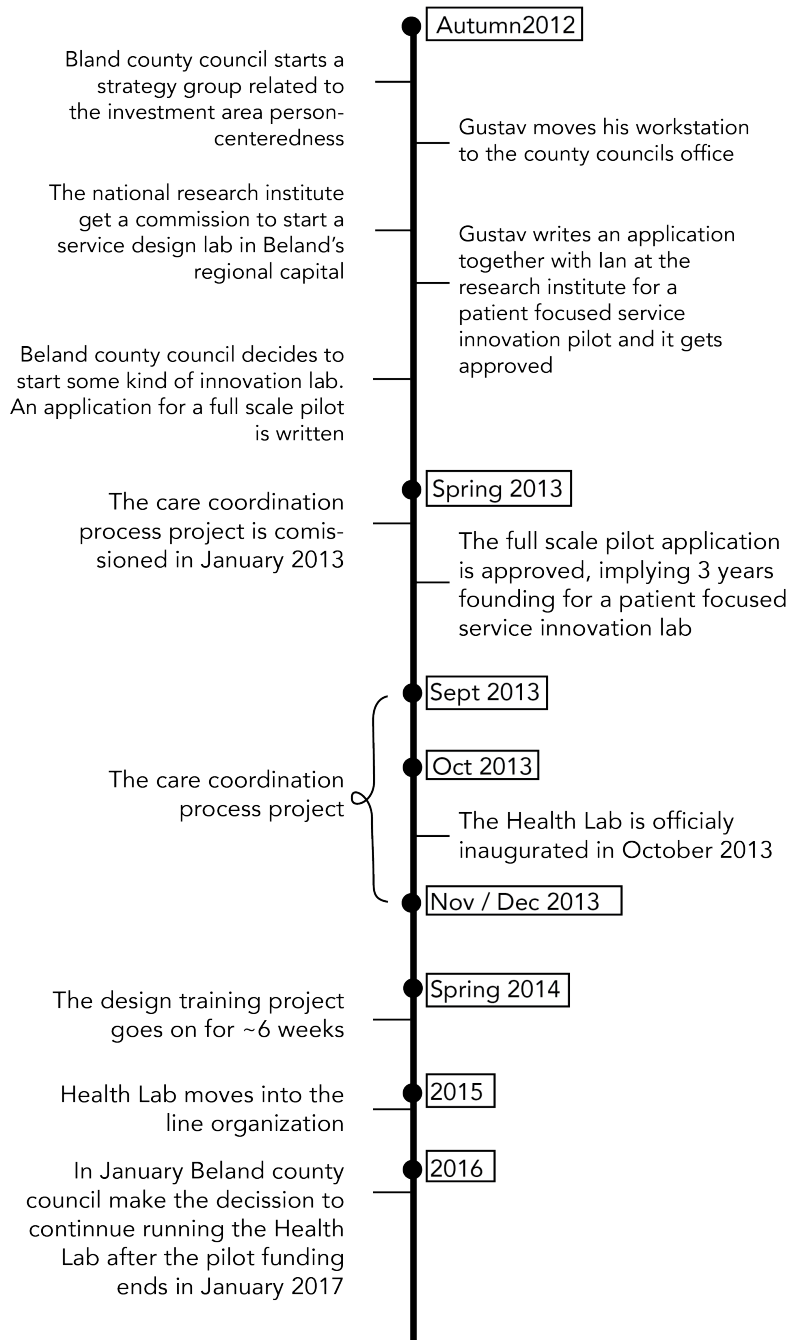 Autumn2012
Bland county council starts a
strategy group related to
the investment area person-
centeredness
Gustav moves his workstation
to the county councils office
The national research institute
get a commission to start a
service design lab in Beland's
regional capital
Gustav writes an application
together with Ian at the
research institute for a
patient focused service
innovation pilot and it gets
approved
Beland county council decides to
start some kind of innovation lab.
An application for a full scale pilot
is written
Spring 2013
The care coordination
process project is comis-
sioned in January 2013
The full scale pilot application
is approved, implying 3 years
founding for a patient focused
service innovation lab
Sept 2013
Oct 2013
The care coordination
process project
The Health Lab is officialy
inaugurated in October 2013
Nov / Dec 2013
Spring 2014
The design training project
goes on for ~6 weeks
2015
Health Lab moves into the
line organization
2016
In January Beland county
council make the decission to
continnue running the Health
Lab after the pilot funding
ends in January 2017